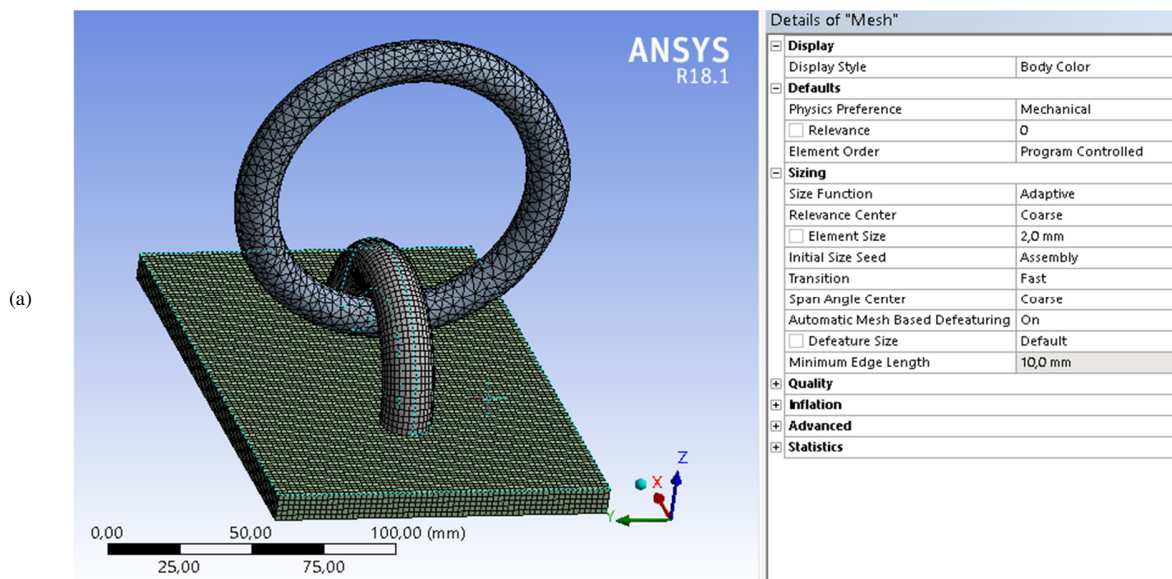 (a)
ANSYS
R18.1
Z
X
Y
0,00 50,00 100,00 (mm)
25,00 75,00
Details of "Mesh"
Display
Display Style Body Color
Defaults
Physics Preference Mechanical
Relevance 0
Element Order Program Controlled
Sizing
Size Function Adaptive
Relevance Center Coarse
Element Size 2,0 mm
Initial Size Seed Assembly
Transition Fast
Span Angle Center Coarse
Automatic Mesh Based Defeaturing On
Defeature Size Default
Minimum Edge Length 10,0 mm
Quality
Inflation
Advanced
Statistics